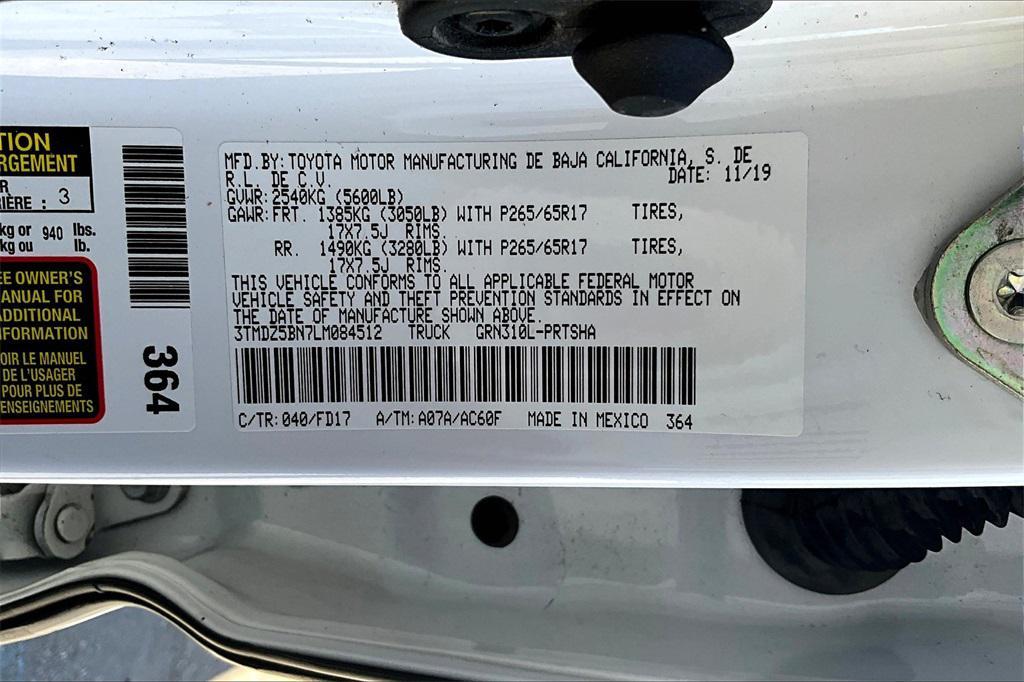 TION
RGEMENT
R
IÈRE : 3
kg or 940 lbs.
kg ou lb.
EE OWNER'S
ANUAL FOR
ADDITIONAL
NFORMATION
OIR LE MANUEL
DE L'USAGER
POUR PLUS DE
ENSEIGNEMENTS
364
MFD.BY: TOYOTA MOTOR MANUFACTURING DE BAJA CALIFORNIA, S. DE
R.L. DE C.V. DATE: 11/19
GVWR: 2540KG (5600LB)
GAWR: FRT. 1385KG (3050LB) WITH P265/65R17 TIRES,
17X7.5J RIMS.
RR. 1490KG (3280LB) WITH P265/65R17 TIRES,
17X7.5J RIMS.
THIS VEHICLE CONFORMS TO ALL APPLICABLE FEDERAL MOTOR
VEHICLE SAFETY AND THEFT PREVENTION STANDARDS IN EFFECT ON
THE DATE OF MANUFACTURE SHOWN ABOVE.
3TMDZ5BN7LM084512 TRUCK GRN310L-PRTSHA
C/TR: 040/FD17 A/TM: A07A/AC60F MADE IN MEXICO 364